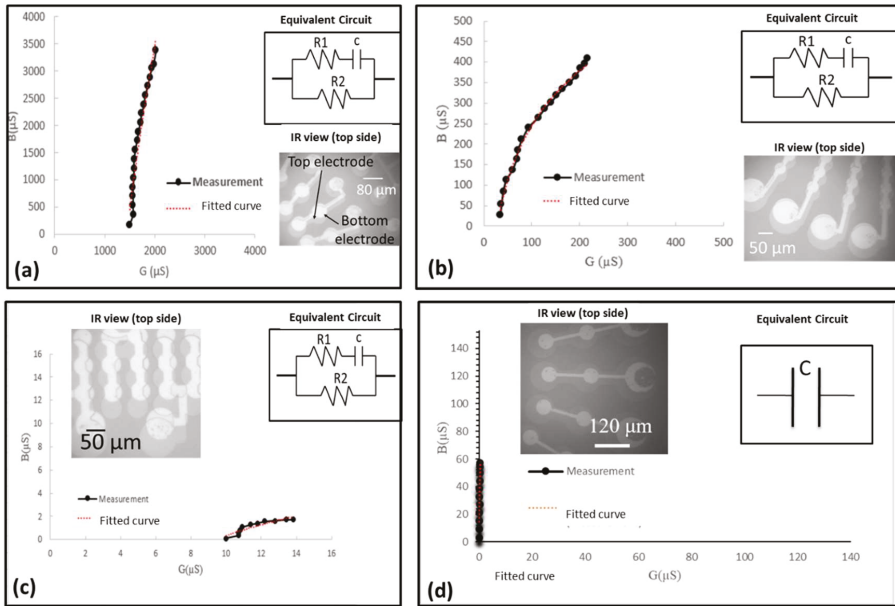 Equivalent Circuit
R1
c
R2
IR view (top side)
Top electrode
80 μm
Bottom
electrode
4000
3500
3000
2500
2000
1500
1000
500
0
B(μS)
0
1000
2000
3000
4000
G (μS)
Measurement
Fitted curve
(a)
Equivalent Circuit
R1
c
R2
IR view (top side)
50 μm
500
450
400
350
300
250
200
150
100
50
0
B (μS)
0
100
200
300
400
500
G (μS)
Measurement
Fitted curve
(b)
IR view (top side)
50 μm
Equivalent Circuit
R1
c
R2
16
14
12
10
8
6
4
2
0
B(μS)
0
2
4
6
8
10
12
14
16
G(μS)
Measurement
Fitted curve
(c)
IR view (top side)
120 μm
Equivalent Circuit
C
140
120
100
80
60
40
20
0
B(μS)
0
20
40
60
80
100
120
140
G(μS)
Measurement
Fitted curve
Fitted curve
(d)